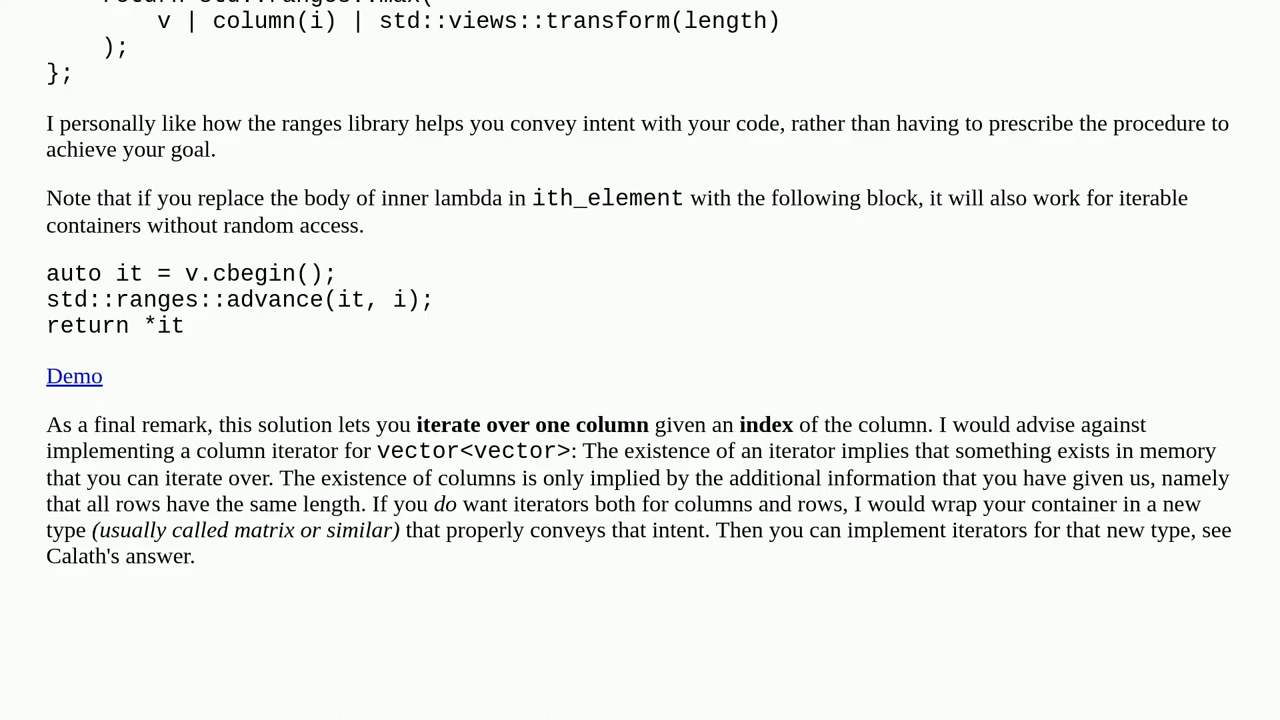 return std::ranges::max(
v | column(i) | std::views::transform(length)
);
};
I personally like how the ranges library helps you convey intent with your code, rather than having to prescribe the procedure to
achieve your goal.
Note that if you replace the body of inner lambda in ith_element with the following block, it will also work for iterable
containers without random access.
auto it = v.cbegin();
std::ranges::advance(it, i);
return *it
Demo
As a final remark, this solution lets you iterate over one column given an index of the column. I would advise against
implementing a column iterator for vector<vector>: The existence of an iterator implies that something exists in memory
that you can iterate over. The existence of columns is only implied by the additional information that you have given us, namely
that all rows have the same length. If you do want iterators both for columns and rows, I would wrap your container in a new
type (usually called matrix or similar) that properly conveys that intent. Then you can implement iterators for that new type, see
Calath's answer.